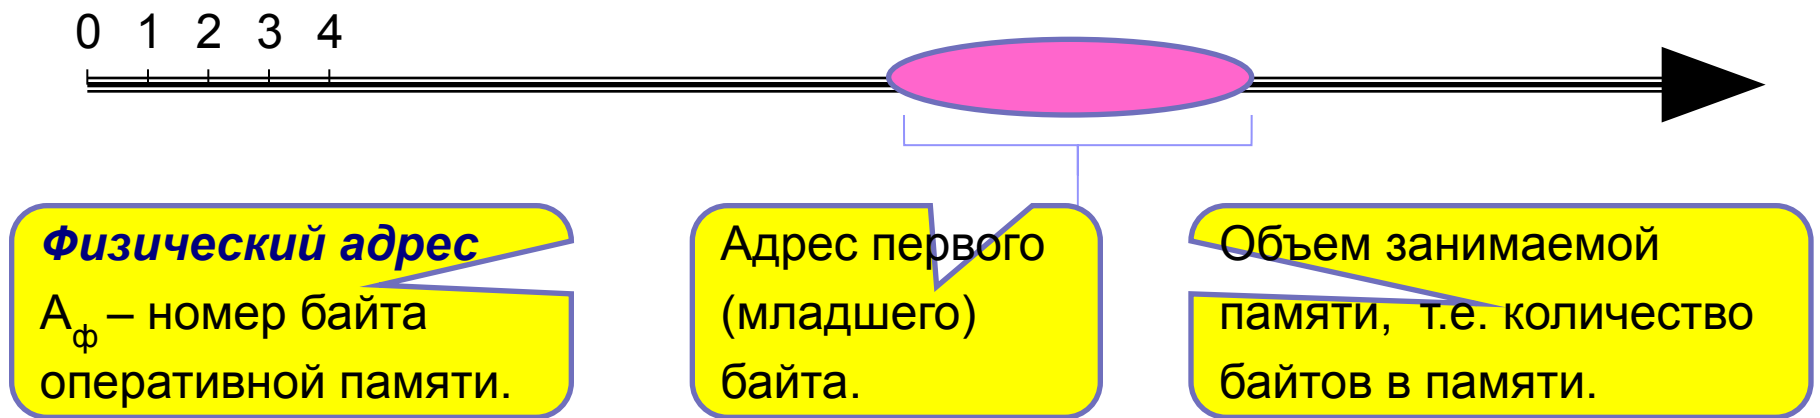 0 1 2 3 4
Физический адрес
Аф – номер байта
оперативной памяти.
Адрес первого
(младшего)
байта.
Объем занимаемой
памяти, т.е. количество
байтов в памяти.